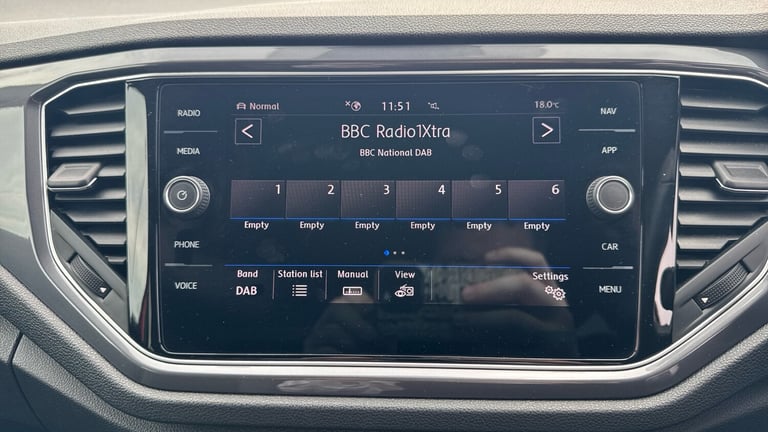 RADIO
MEDIA
PHONE
VOICE
Normal 11:51 18.0°C
BBC Radio1Xtra
BBC National DAB
1 2 3 4 5 6
Empty Empty Empty Empty Empty Empty
Band Station list Manual View Settings
DAB
NAV
APP
CAR
MENU